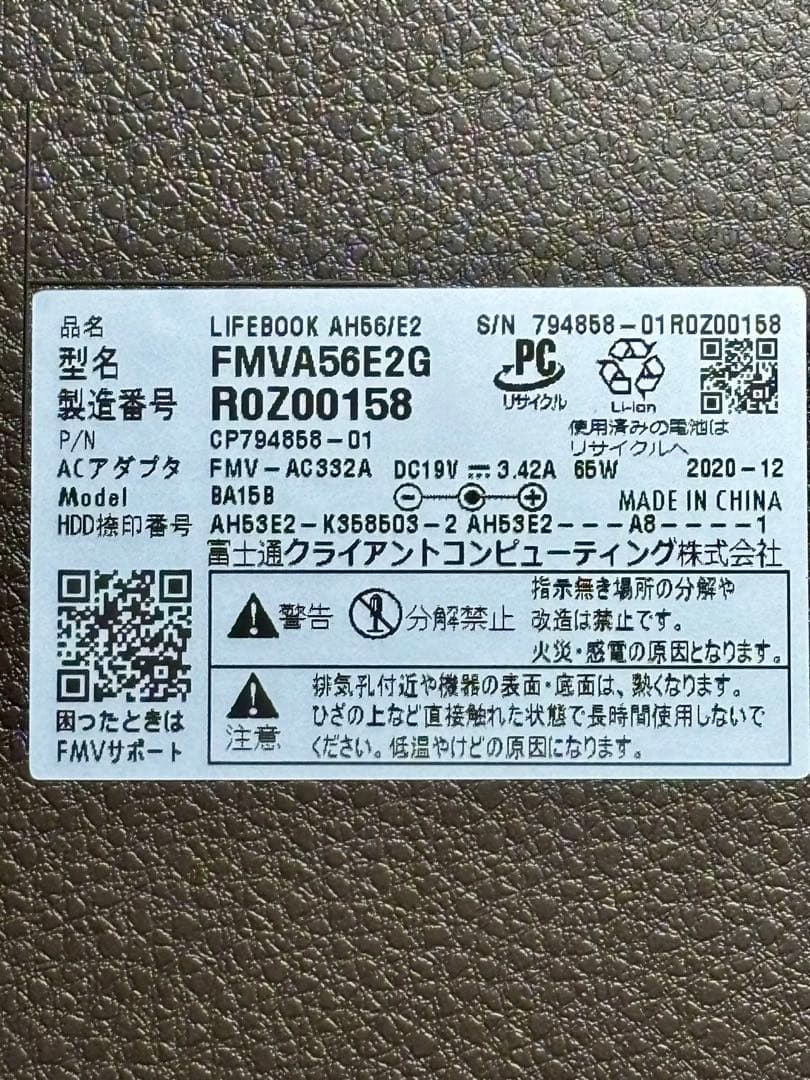 品名 LIFEBOOK AH56/E2 S/N 794858-01R0Z00158
型名 FMVA56E2G
製造番号 R0Z00158
PC
リサイクル
Li-ion
使用済みの電池は
リサイクルへ
P/N CP794858-01
ACアダプタ FMV-AC332A DC19V 3.42A 65W 2020-12
Model BA15B MADE IN CHINA
HDD捺印番号 AH53E2-K358503-2 AH53E2---A8----1
富士通クライアントコンピューティング株式会社
警告 分解禁止
指示無き場所の分解や
改造は禁止です。
火災・感電の原因となります。
注意
排気孔付近や機器の表面・底面は、熱くなります。
ひざの上など直接触れた状態で長時間使用しないで
ください。低温やけどの原因になります。
困ったときは
FMVサポート